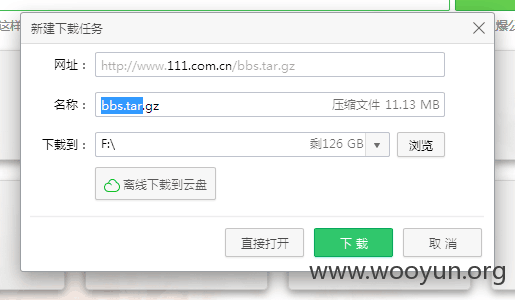 这样
爆公
新建下载任务
网址： http://www.111.com.cn/bbs.tar.gz
名称： bbs.tar.gz 压缩文件 11.13 MB
下载到： F:\ 剩126 GB 浏览
离线下载到云盘
直接打开 下 载 取 消
www.wooyun.org